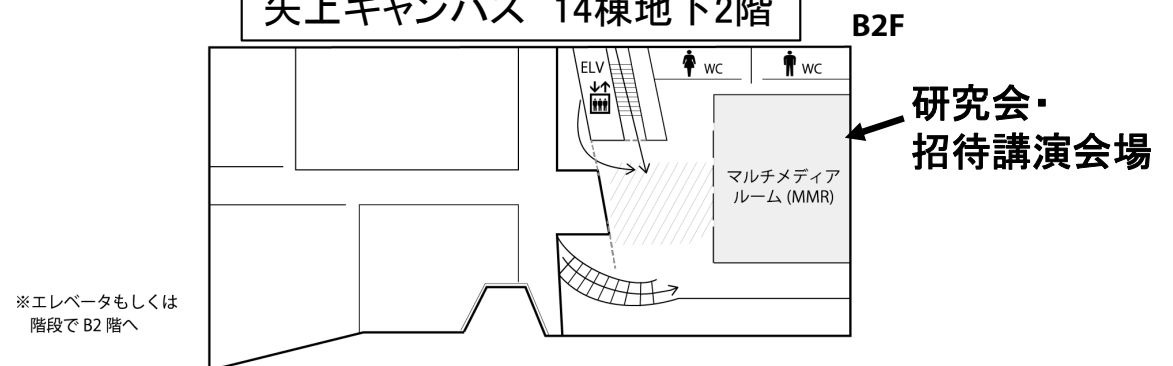 矢上キャンパス 14棟地下2階
B2F
ELV
WC
WC
研究会・
招待講演会場
マルチメディア
ルーム (MMR)
※エレベータもしくは
階段で B2 階へ